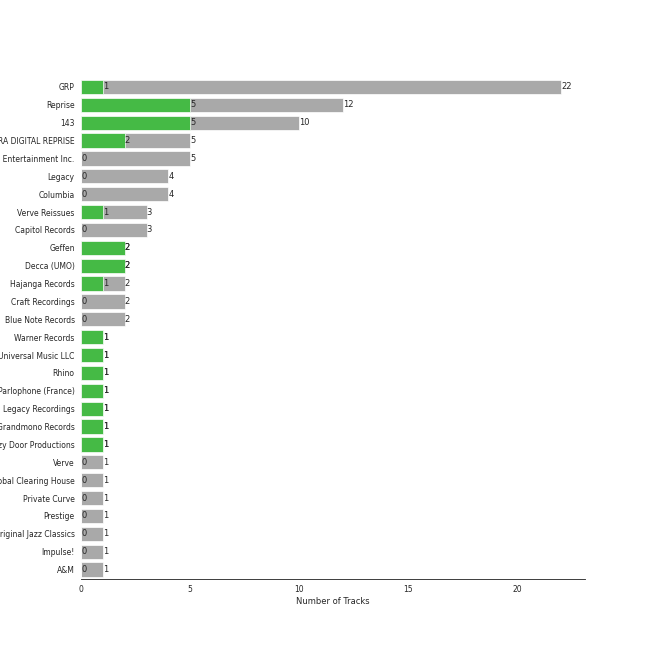 GRP 1 22
Reprise 5 12
143 5 10
RA DIGITAL REPRISE 2 5
Entertainment Inc. 0 5
Legacy 0 4
Columbia 0 4
Verve Reissues 1 3
Capitol Records 0 3
Geffen 2
Decca (UMO) 2
Hajanga Records 1 2
Craft Recordings 0 2
Blue Note Records 0 2
Warner Records 1
Universal Music LLC 1
Rhino 1
Parlophone (France) 1
Legacy Recordings 1
Grandmono Records 1
zy Door Productions 1
Verve 0 1
obal Clearing House 0 1
Private Curve 0 1
Prestige 0 1
riginal Jazz Classics 0 1
Impulse! 0 1
A&M 0 1
0 5 10 15 20
Number of Tracks